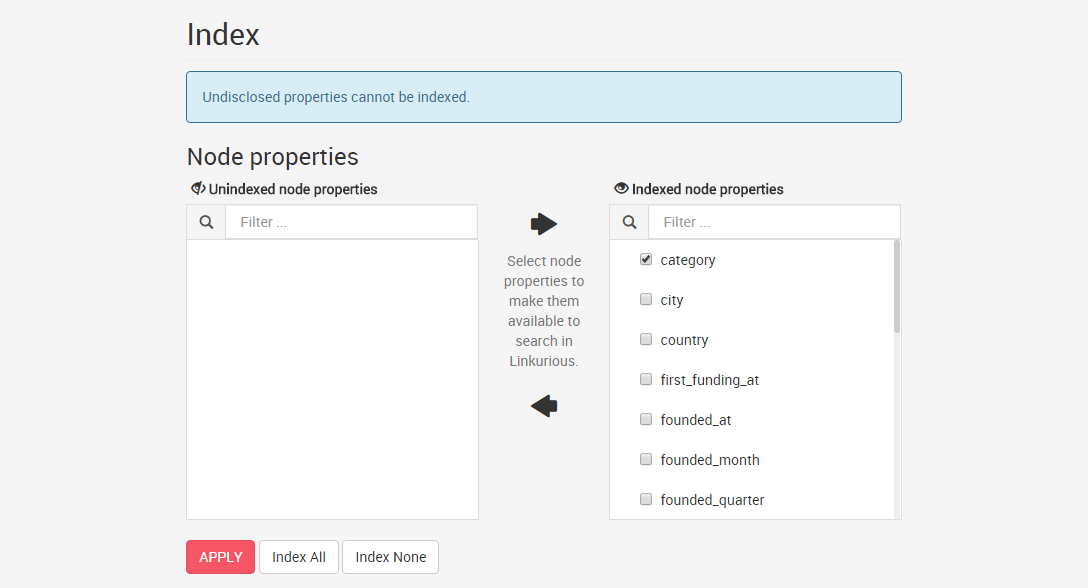 Index
Undisclosed properties cannot be indexed.
Node properties
Unindexed node properties
Filter ...
Select node
properties to
make them
available to
search in
Linkurious.
Indexed node properties
Filter ...
category
city
country
first_funding_at
founded_at
founded_month
founded_quarter
APPLY
Index All
Index None